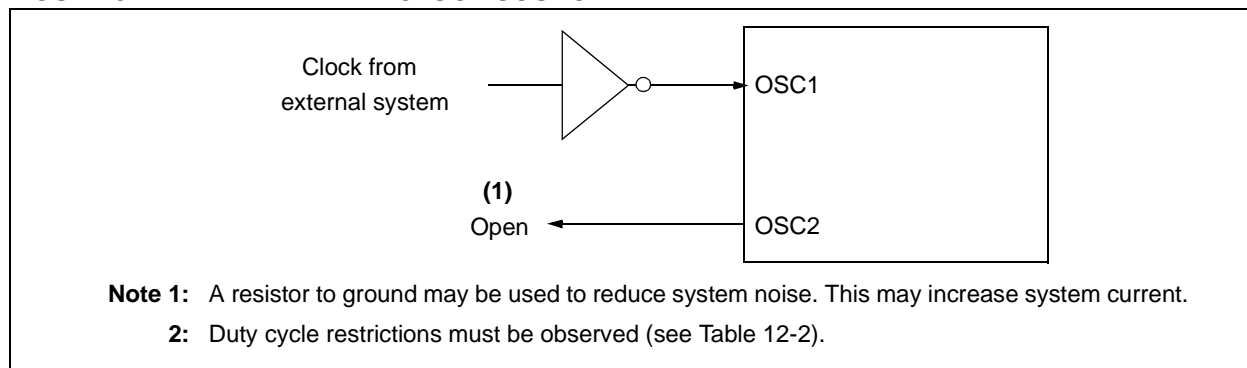 Clock from
external system
OSC1
(1)
Open
OSC2
Note 1: A resistor to ground may be used to reduce system noise. This may increase system current.
2: Duty cycle restrictions must be observed (see Table 12-2).